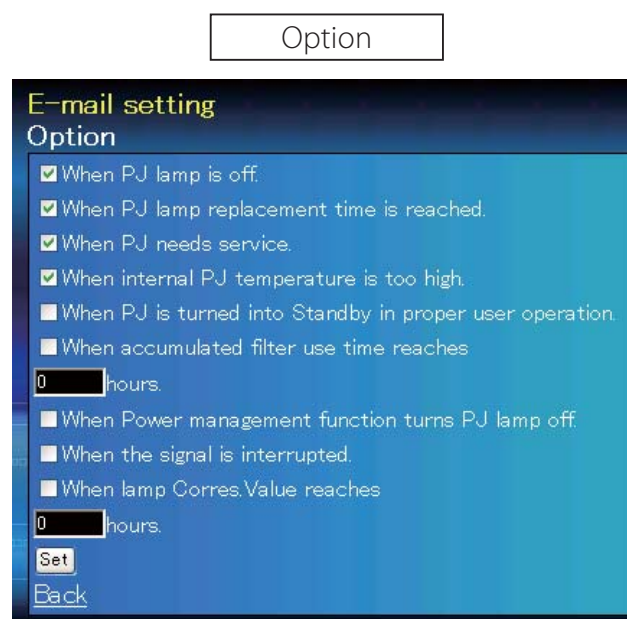 Option
E-mail setting
Option
When PJ lamp is off.
When PJ lamp replacement time is reached.
When PJ needs service.
When internal PJ temperature is too high.
When PJ is turned into Standby in proper user operation.
When accumulated filter use time reaches
0 hours.
When Power management function turns PJ lamp off.
When the signal is interrupted.
When lamp Corres.Value reaches
0 hours.
Set
Back